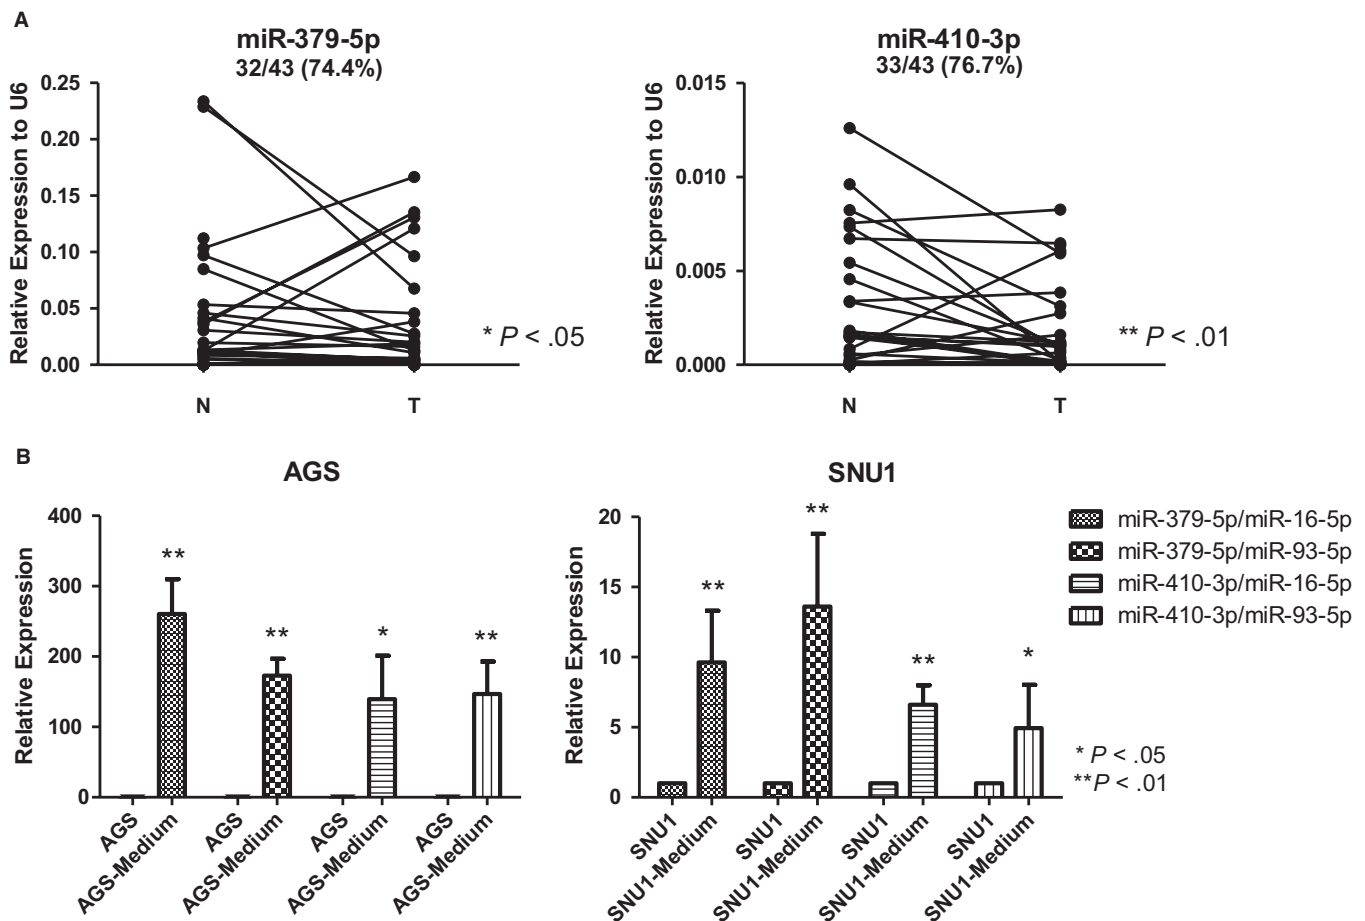 A
miR-379-5p
32/43 (74.4%)
Relative Expression to U6
0.25
0.20
0.15
0.10
0.05
0.00
N
T
* P < .05
miR-410-3p
33/43 (76.7%)
Relative Expression to U6
0.015
0.010
0.005
0.000
N
T
** P < .01
B
AGS
Relative Expression
400
300
200
100
0
**
**
*
**
AGS
AGS-Medium
AGS
AGS-Medium
AGS
AGS-Medium
AGS
AGS-Medium
SNU1
Relative Expression
20
15
10
5
0
**
**
**
*
SNU1
SNU1-Medium
SNU1
SNU1-Medium
SNU1
SNU1-Medium
SNU1
SNU1-Medium
miR-379-5p/miR-16-5p
miR-379-5p/miR-93-5p
miR-410-3p/miR-16-5p
miR-410-3p/miR-93-5p
* P < .05
**P < .01